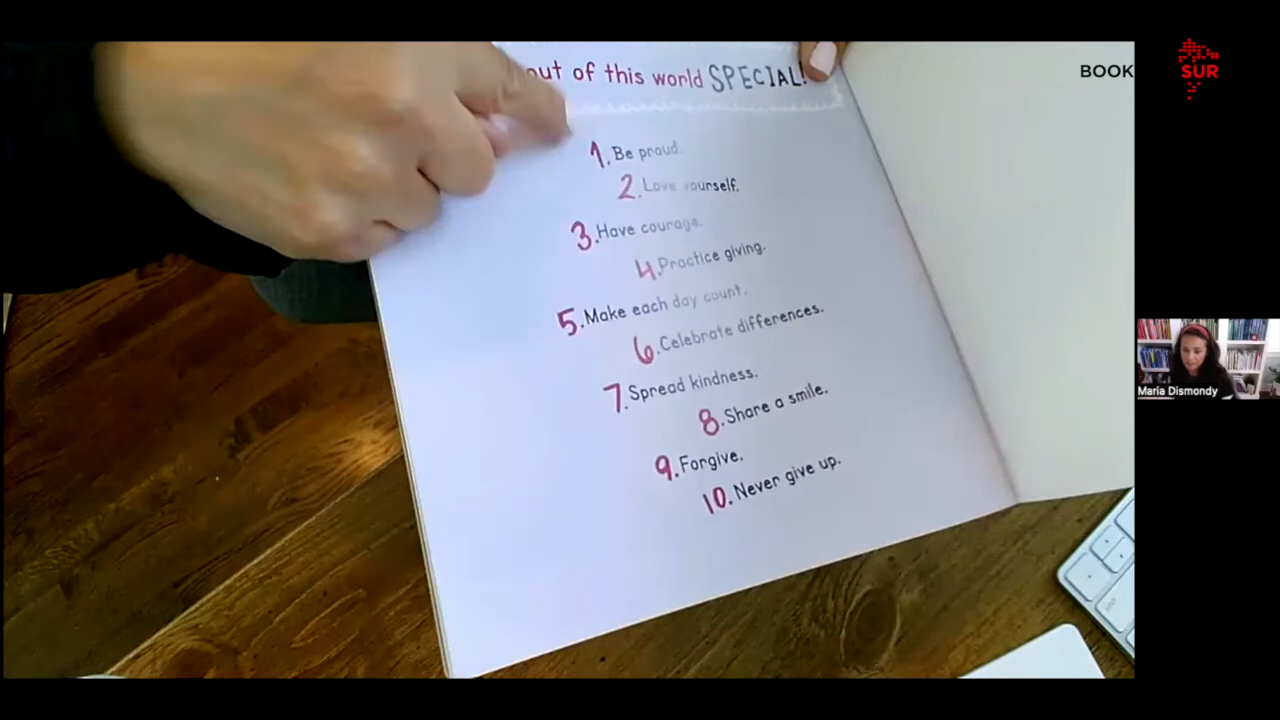 out of this world SPECIAL!
1. Be proud.
2. Love yourself.
3. Have courage.
4. Practice giving.
5. Make each day count.
6. Celebrate differences.
7. Spread kindness.
8. Share a smile.
9. Forgive.
10. Never give up.
BOOK
SUR
Maria Dismondy